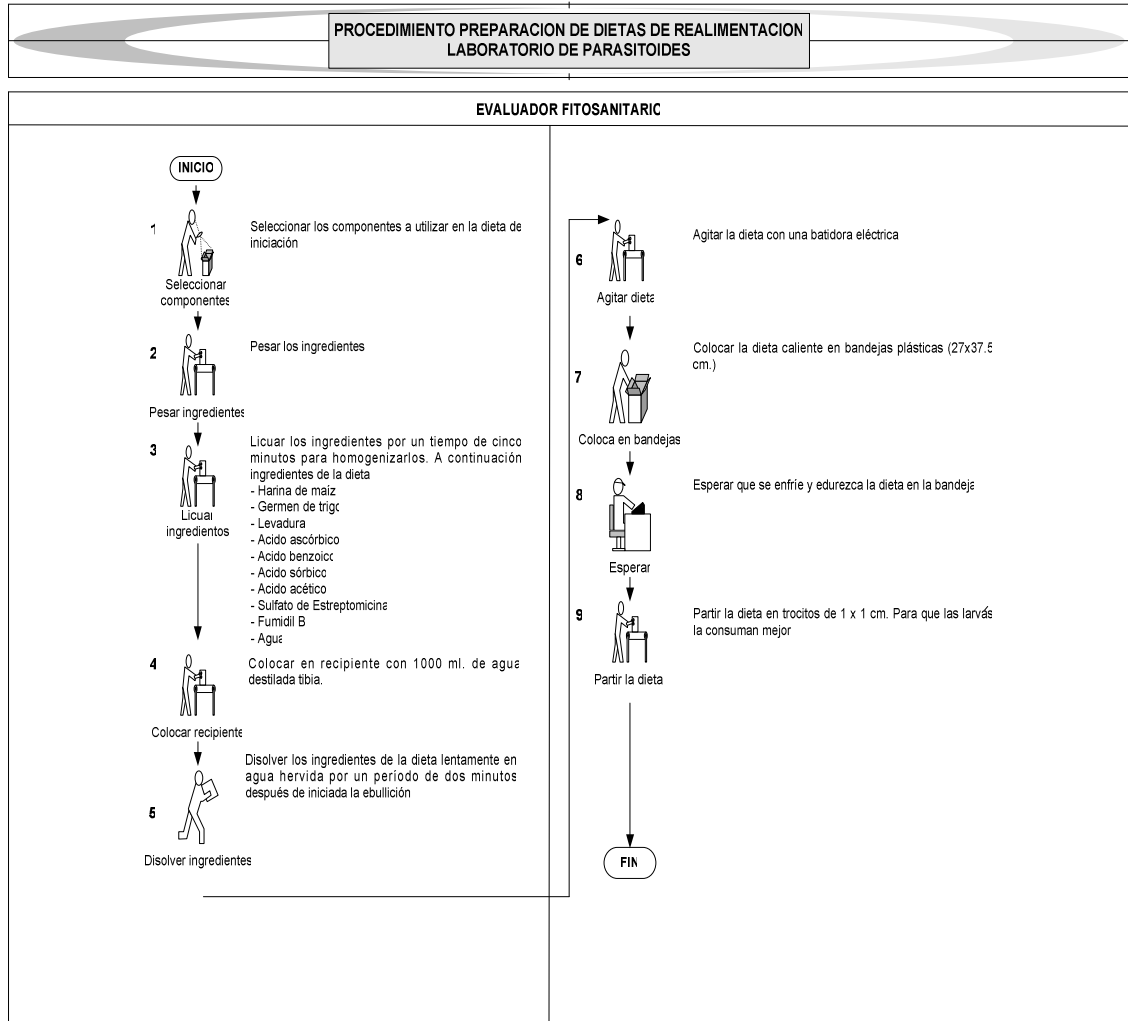 PROCEDIMIENTO PREPARACION DE DIETAS DE REALIMENTACION
LABORATORIO DE PARASITOIDES
EVALUADOR FITOSANITARIO
INICIO
1
Seleccionar los componentes a utilizar en la dieta de
iniciación
Seleccionar
componentes
2
Pesar los ingredientes
Pesar ingredientes
3
Licuar los ingredientes por un tiempo de cinco
minutos para homogenizarlos. A continuación
ingredientes de la dieta
- Harina de maíz
- Germen de trigo
- Levadura
- Acido ascórbico
- Acido benzoico
- Acido sórbico
- Acido acético
- Sulfato de Estreptomicina
- Fumidil B
- Agua
Licuar
ingredientos
4
Colocar en recipiente con 1000 ml. de agua
destilada tibia.
Colocar recipiente
Disolver los ingredientes de la dieta lentamente en
agua hervida por un período de dos minutos
después de iniciada la ebullición
5
Disolver ingredientes
6
Agitar la dieta con una batidora eléctrica
Agitar dieta
7
Colocar la dieta caliente en bandejas plásticas (27x37.5
cm.)
Coloca en bandejas
8
Esperar que se enfríe y edurezca la dieta en la bandeja
Esperar
9
Partir la dieta en trocitos de 1 x 1 cm. Para que las larvas
la consuman mejor
Partir la dieta
FIN